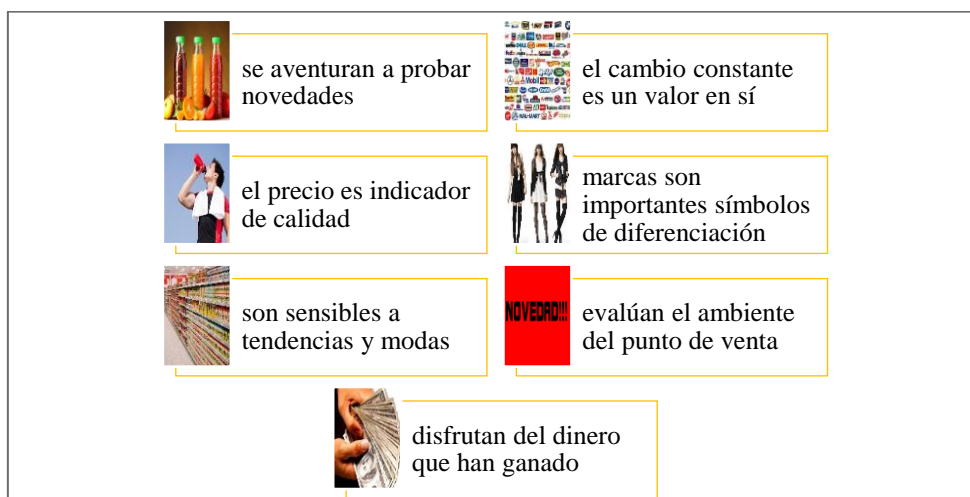 se aventuran a probar
novedades
el cambio constante
es un valor en sí
el precio es indicador
de calidad
marcas son
importantes símbolos
de diferenciación
son sensibles a
tendencias y modas
NOVEDAD!!!
evalúan el ambiente
del punto de venta
disfrutan del dinero
que han ganado